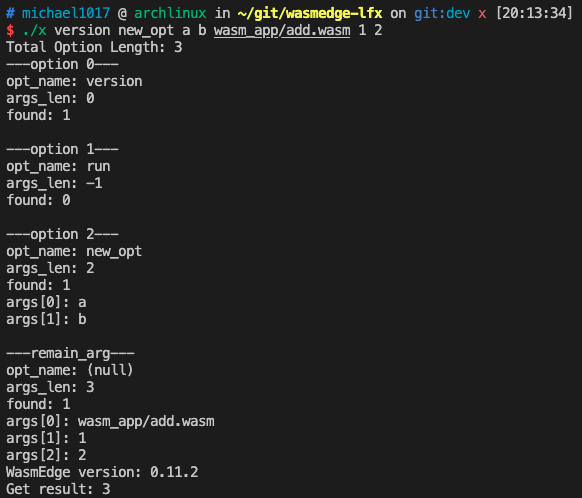 # michael1017 @ archlinux in ~/git/wasmedge-lfx on git:dev x [20:13:34]
$ ./x version new_opt a b wasm_app/add.wasm 1 2
Total Option Length: 3
---option 0---
opt_name: version
args_len: 0
found: 1

---option 1---
opt_name: run
args_len: -1
found: 0

---option 2---
opt_name: new_opt
args_len: 2
found: 1
args[0]: a
args[1]: b

---remain_arg---
opt_name: (null)
args_len: 3
found: 1
args[0]: wasm_app/add.wasm
args[1]: 1
args[2]: 2
WasmEdge version: 0.11.2
Get result: 3